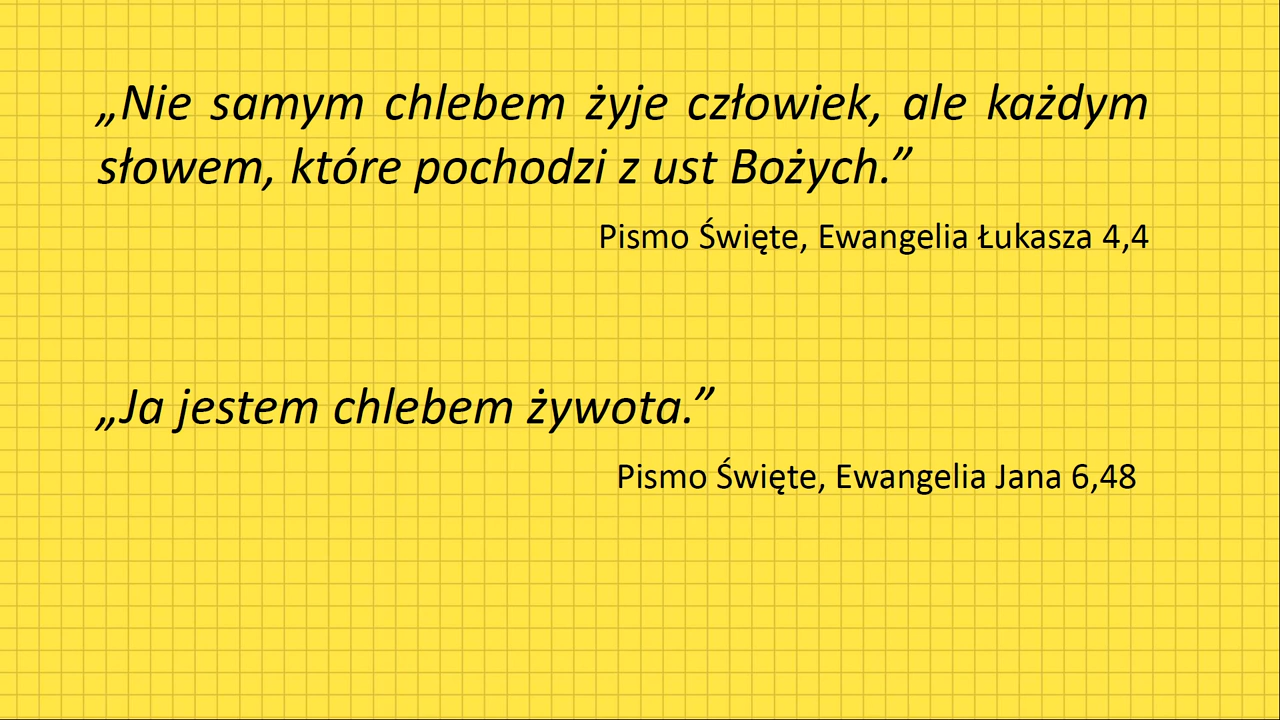 „Nie samym chlebem żyje człowiek, ale każdym
słowem, które pochodzi z ust Bożych.”
Pismo Święte, Ewangelia Łukasza 4,4
„Ja jestem chlebem żywota.”
Pismo Święte, Ewangelia Jana 6,48